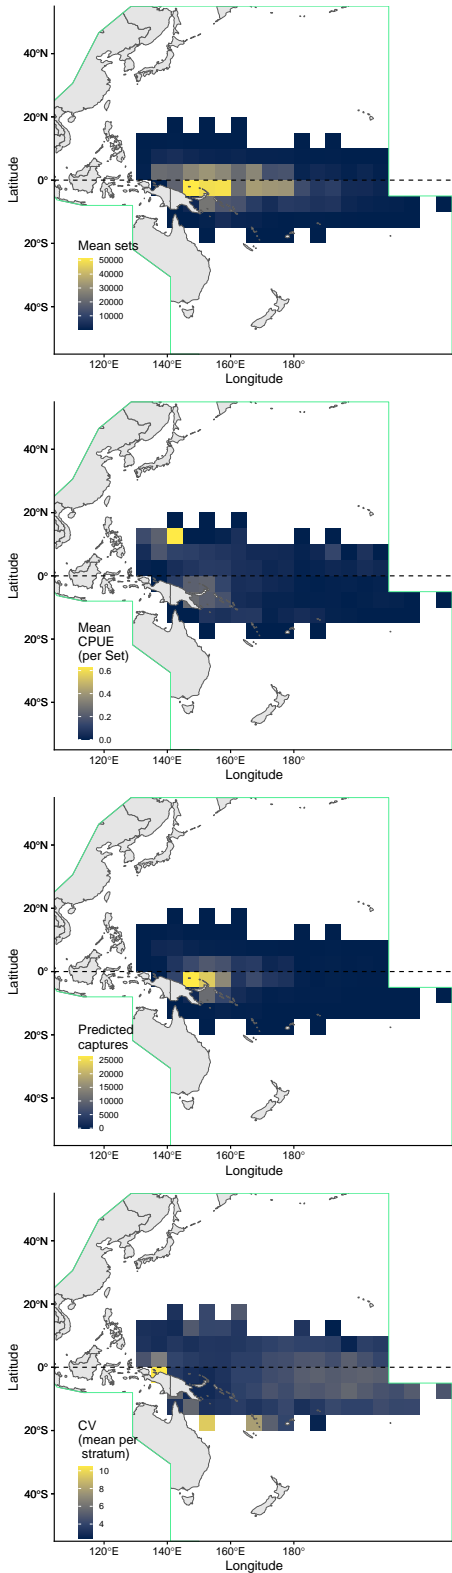 40°N
20°N
0°
20°S
40°S
Latitude
Mean sets
50000
40000
30000
20000
10000
120°E
140°E
160°E
180°
Longitude
40°N
20°N
0°
20°S
40°S
Latitude
Mean
CPUE
(per Set)
0.6
0.4
0.2
0.0
120°E
140°E
160°E
180°
Longitude
40°N
20°N
0°
20°S
40°S
Latitude
Predicted
captures
25000
20000
15000
10000
5000
0
120°E
140°E
160°E
180°
Longitude
40°N
20°N
0°
20°S
40°S
Latitude
CV
(mean per
stratum)
10
8
6
4
120°E
140°E
160°E
180°
Longitude